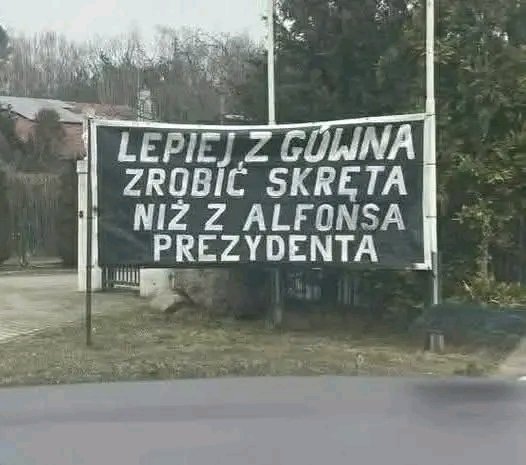 LEPIEJ Z GÓWNA
ZROBIĆ SKRĘTA
NIŻ Z ALFONSA
PREZYDENTA